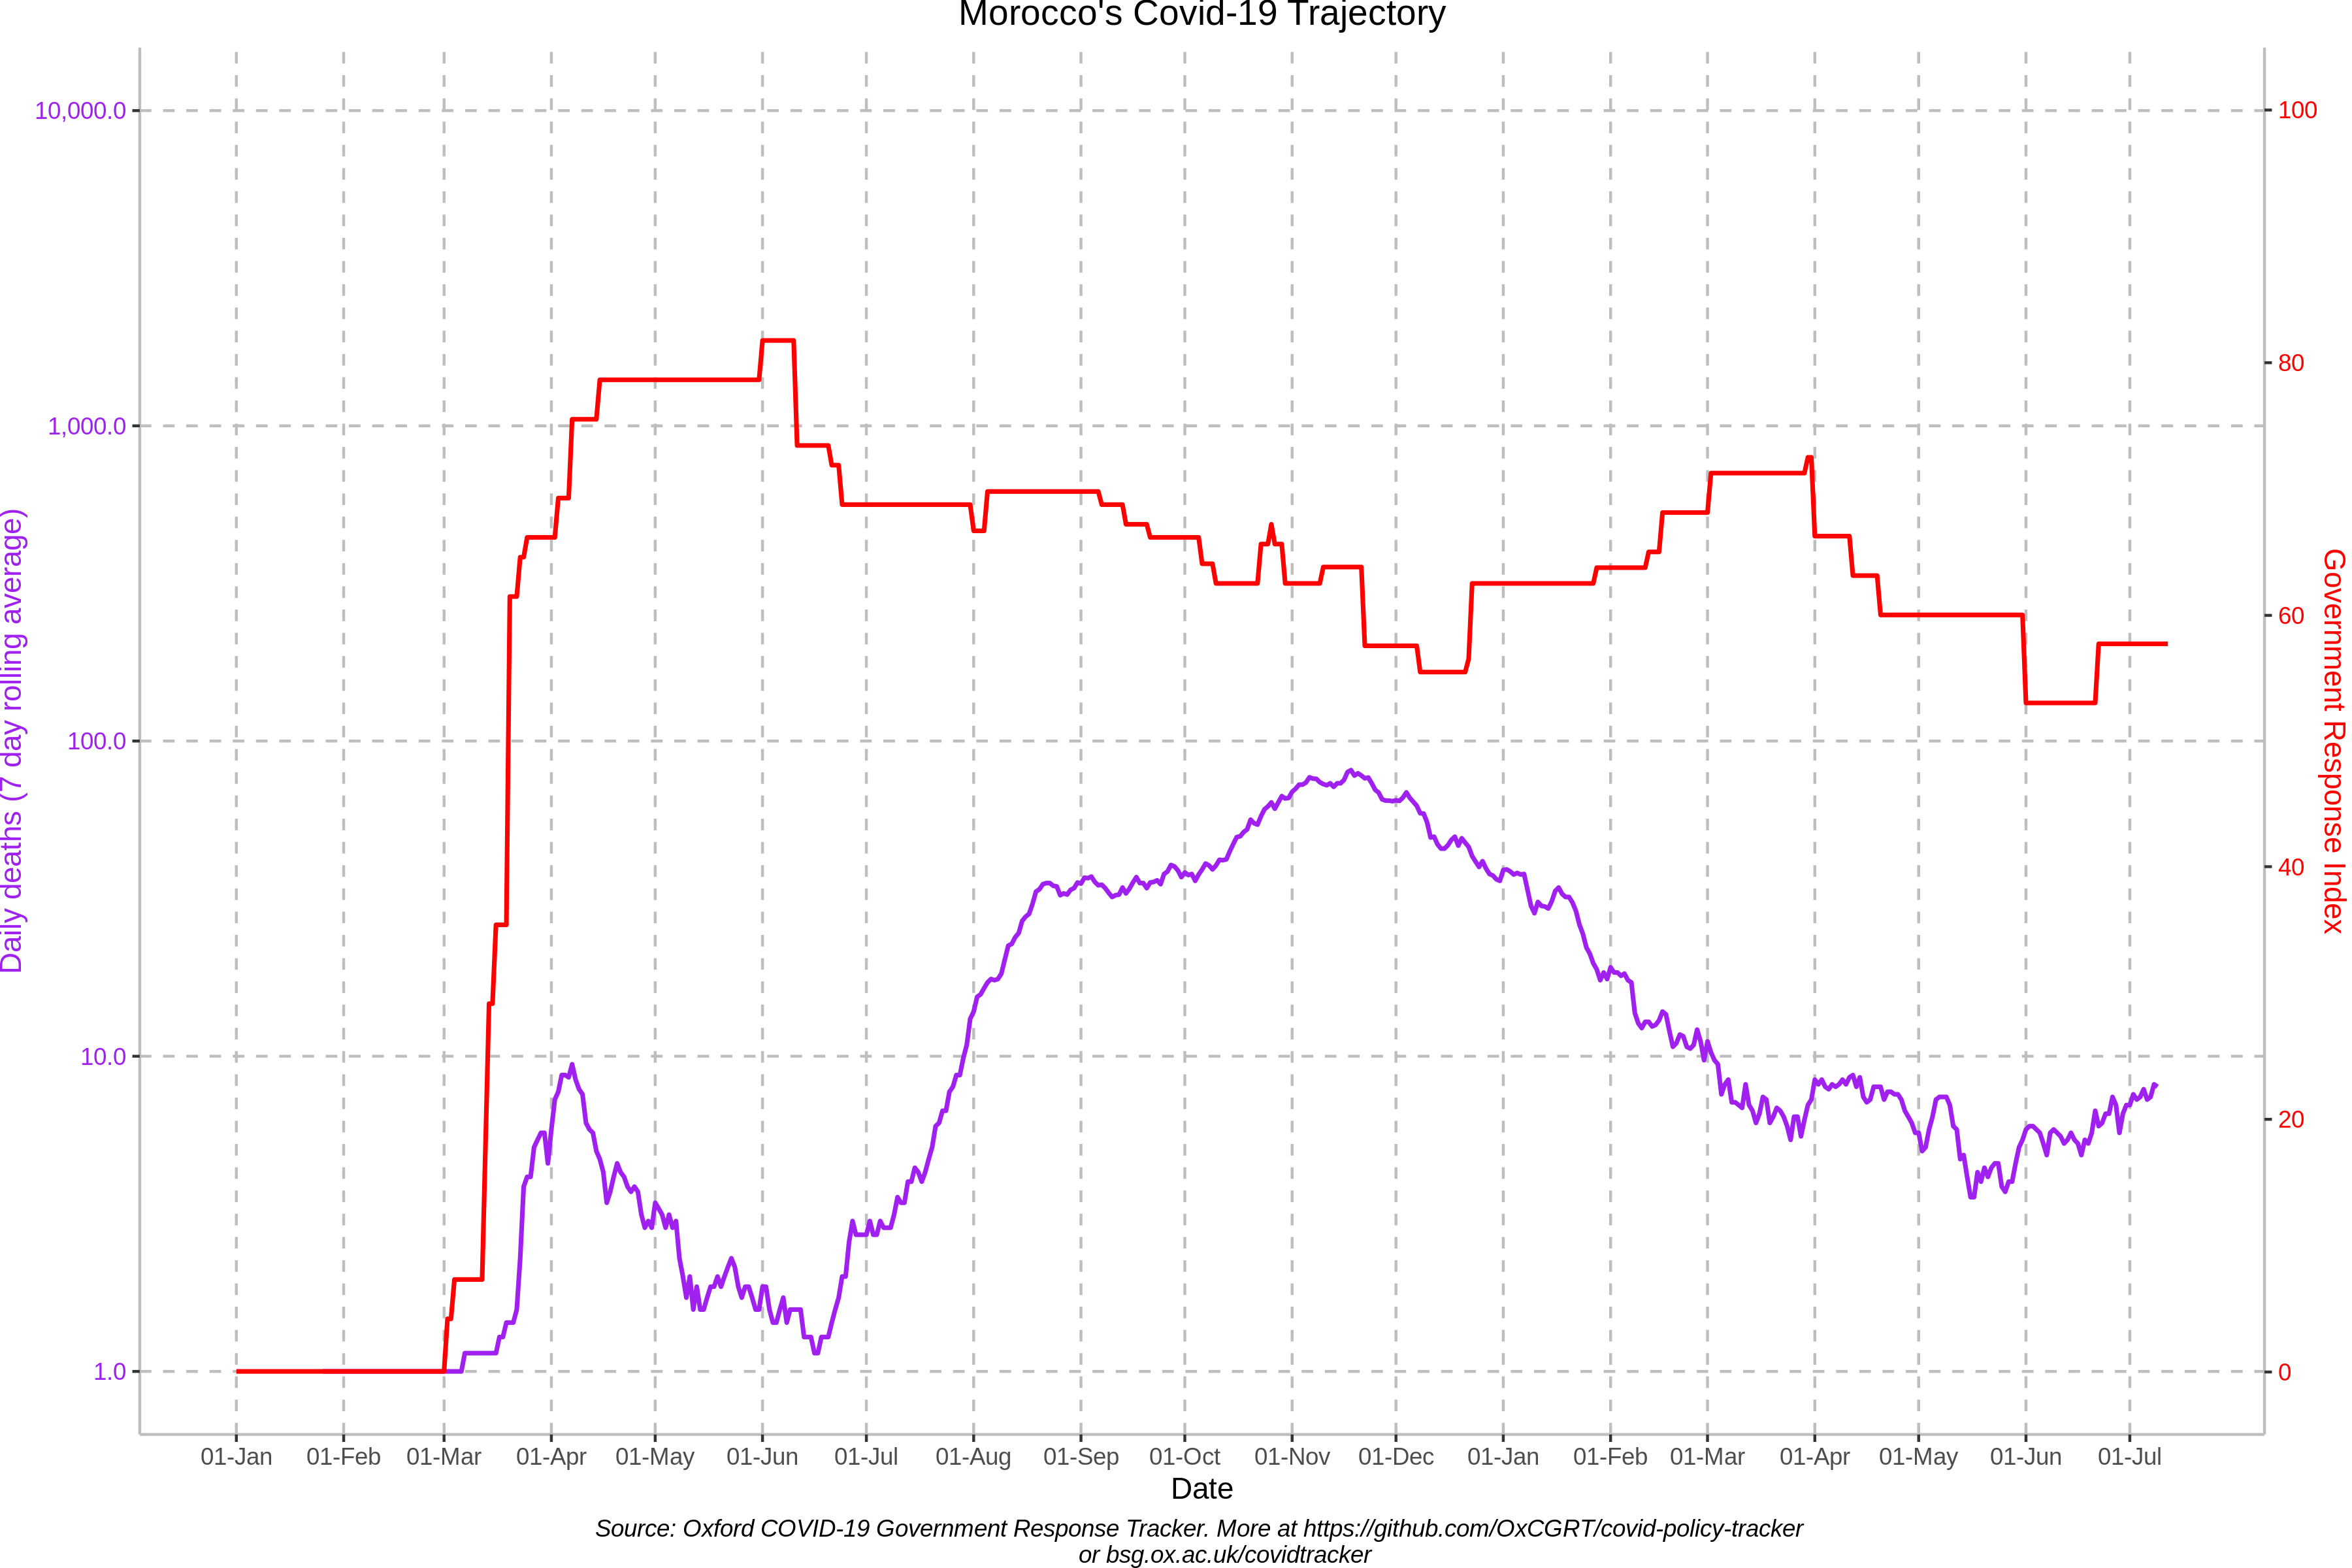 Morocco's Covid-19 Trajectory
10,000.0
1,000.0
100.0
10.0
1.0
Daily deaths (7 day rolling average)
100
80
60
40
20
0
Government Response Index
01-Jan 01-Feb 01-Mar 01-Apr 01-May 01-Jun 01-Jul 01-Aug 01-Sep 01-Oct 01-Nov 01-Dec 01-Jan 01-Feb 01-Mar 01-Apr 01-May 01-Jun 01-Jul
Date
Source: Oxford COVID-19 Government Response Tracker. More at https://github.com/OxCGRT/covid-policy-tracker
or bsg.ox.ac.uk/covidtracker